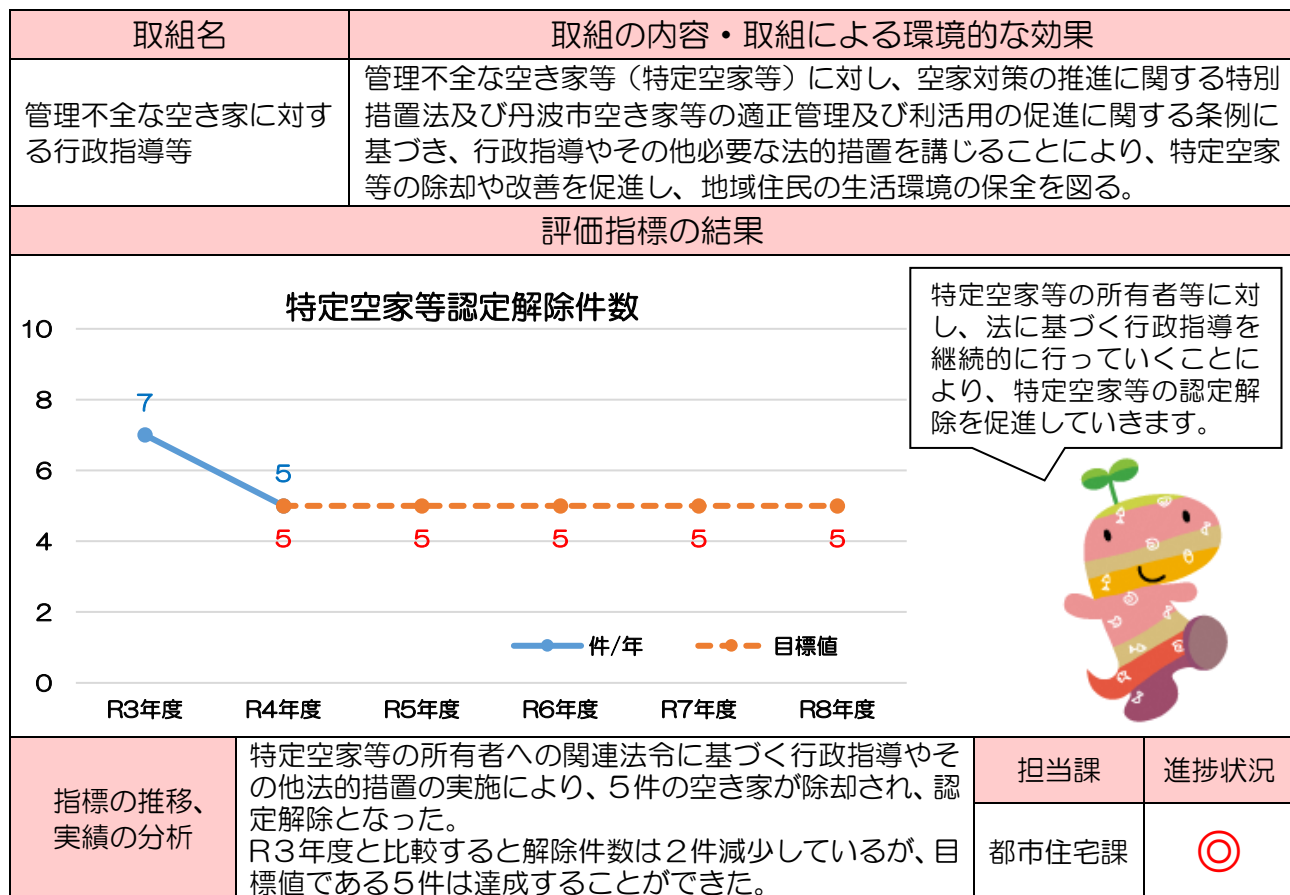 取組名
取組の内容・取組による環境的な効果
管理不全な空き家に対す
る行政指導等
管理不全な空き家等（特定空家等）に対し、空家対策の推進に関する特別
措置法及び丹波市空き家等の適正管理及び利活用の促進に関する条例に
基づき、行政指導やその他必要な法的措置を講じることにより、特定空家
等の除却や改善を促進し、地域住民の生活環境の保全を図る。
評価指標の結果
特定空家等認定解除件数
10
8
6
4
2
0
7
5
5
5
5
5
5
件/年
目標値
R3年度
R4年度
R5年度
R6年度
R7年度
R8年度
特定空家等の所有者等に対
し、法に基づく行政指導を
継続的に行っていくことに
より、特定空家等の認定解
除を促進していきます。
指標の推移、
実績の分析
特定空家等の所有者への関連法令に基づく行政指導やそ
の他法的措置の実施により、５件の空き家が除却され、認
定解除となった。
Ｒ３年度と比較すると解除件数は２件減少しているが、目
標値である５件は達成することができた。
担当課
進捗状況
都市住宅課
◎